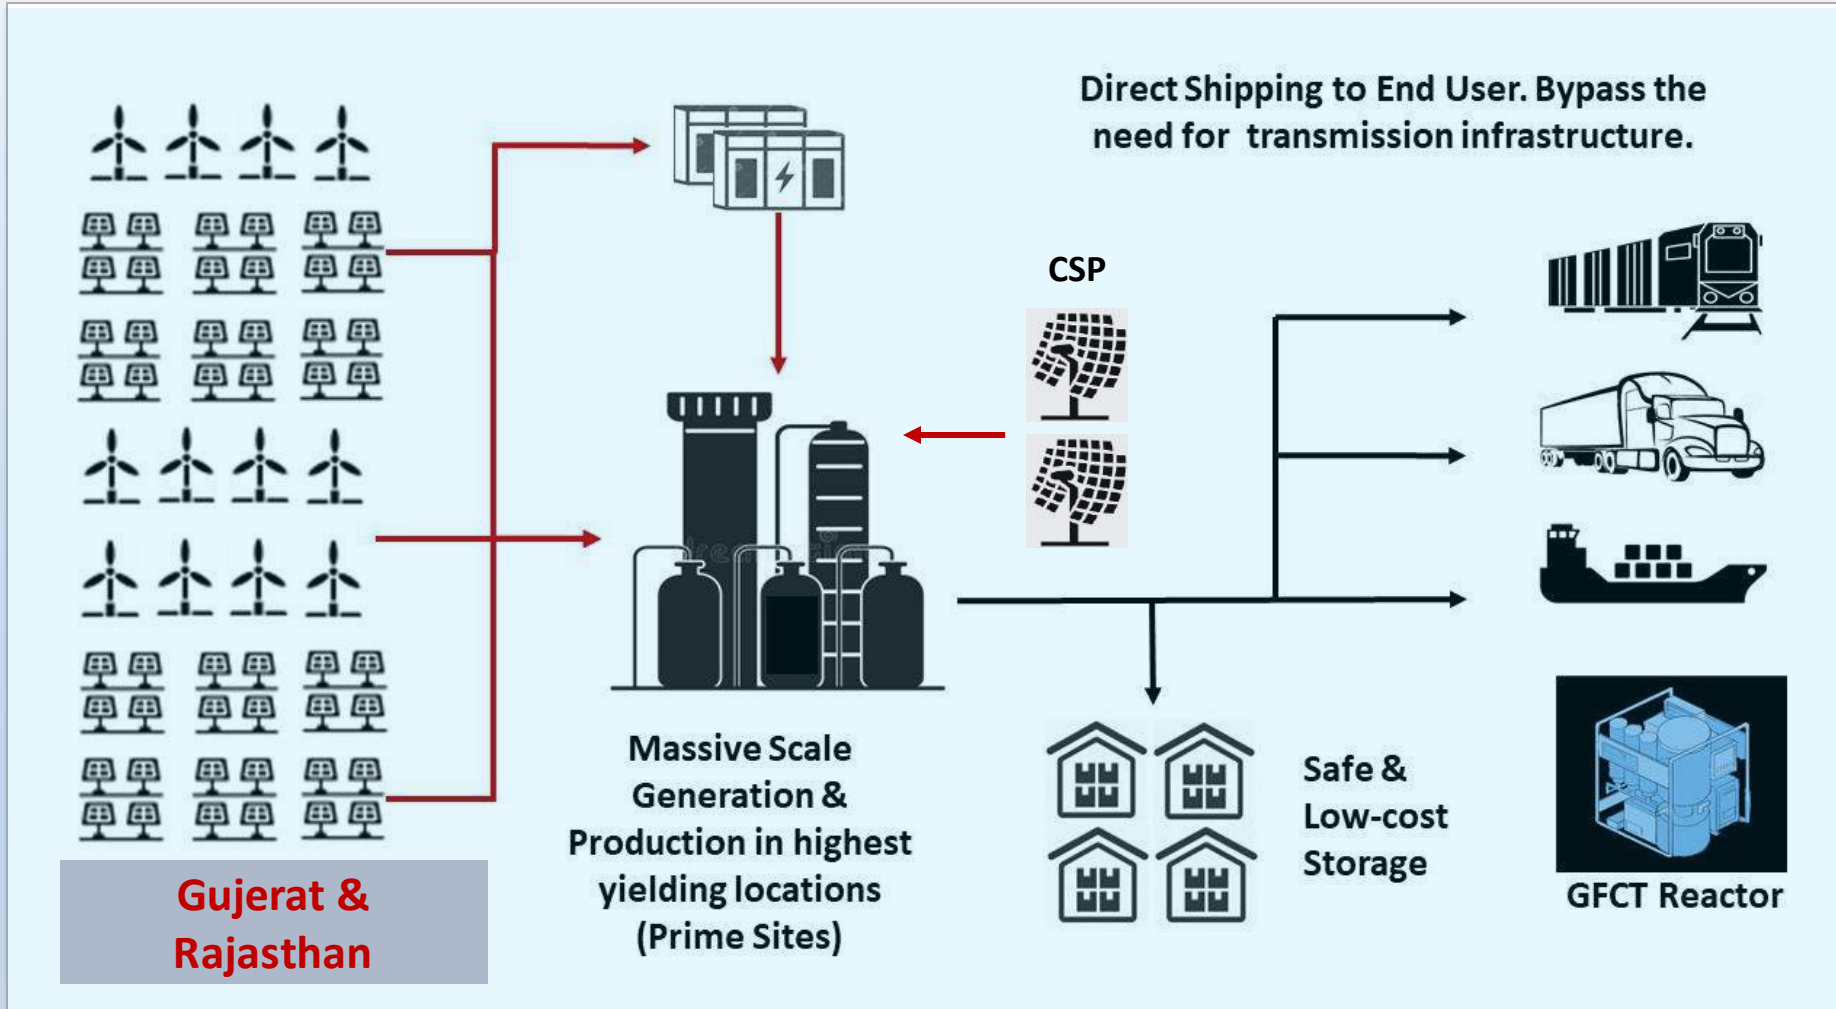 Direct Shipping to End User. Bypass the
need for transmission infrastructure.
CSP
Massive Scale
Generation &
Production in highest
yielding locations
(Prime Sites)
Safe &
Low-cost
Storage
GFCT Reactor
Gujerat &
Rajasthan